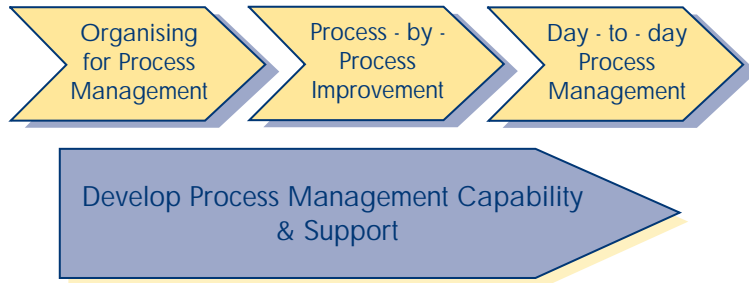 Organising
for Process
Management
Process - by -
Process
Improvement
Day - to - day
Process
Management
Develop Process Management Capability
& Support